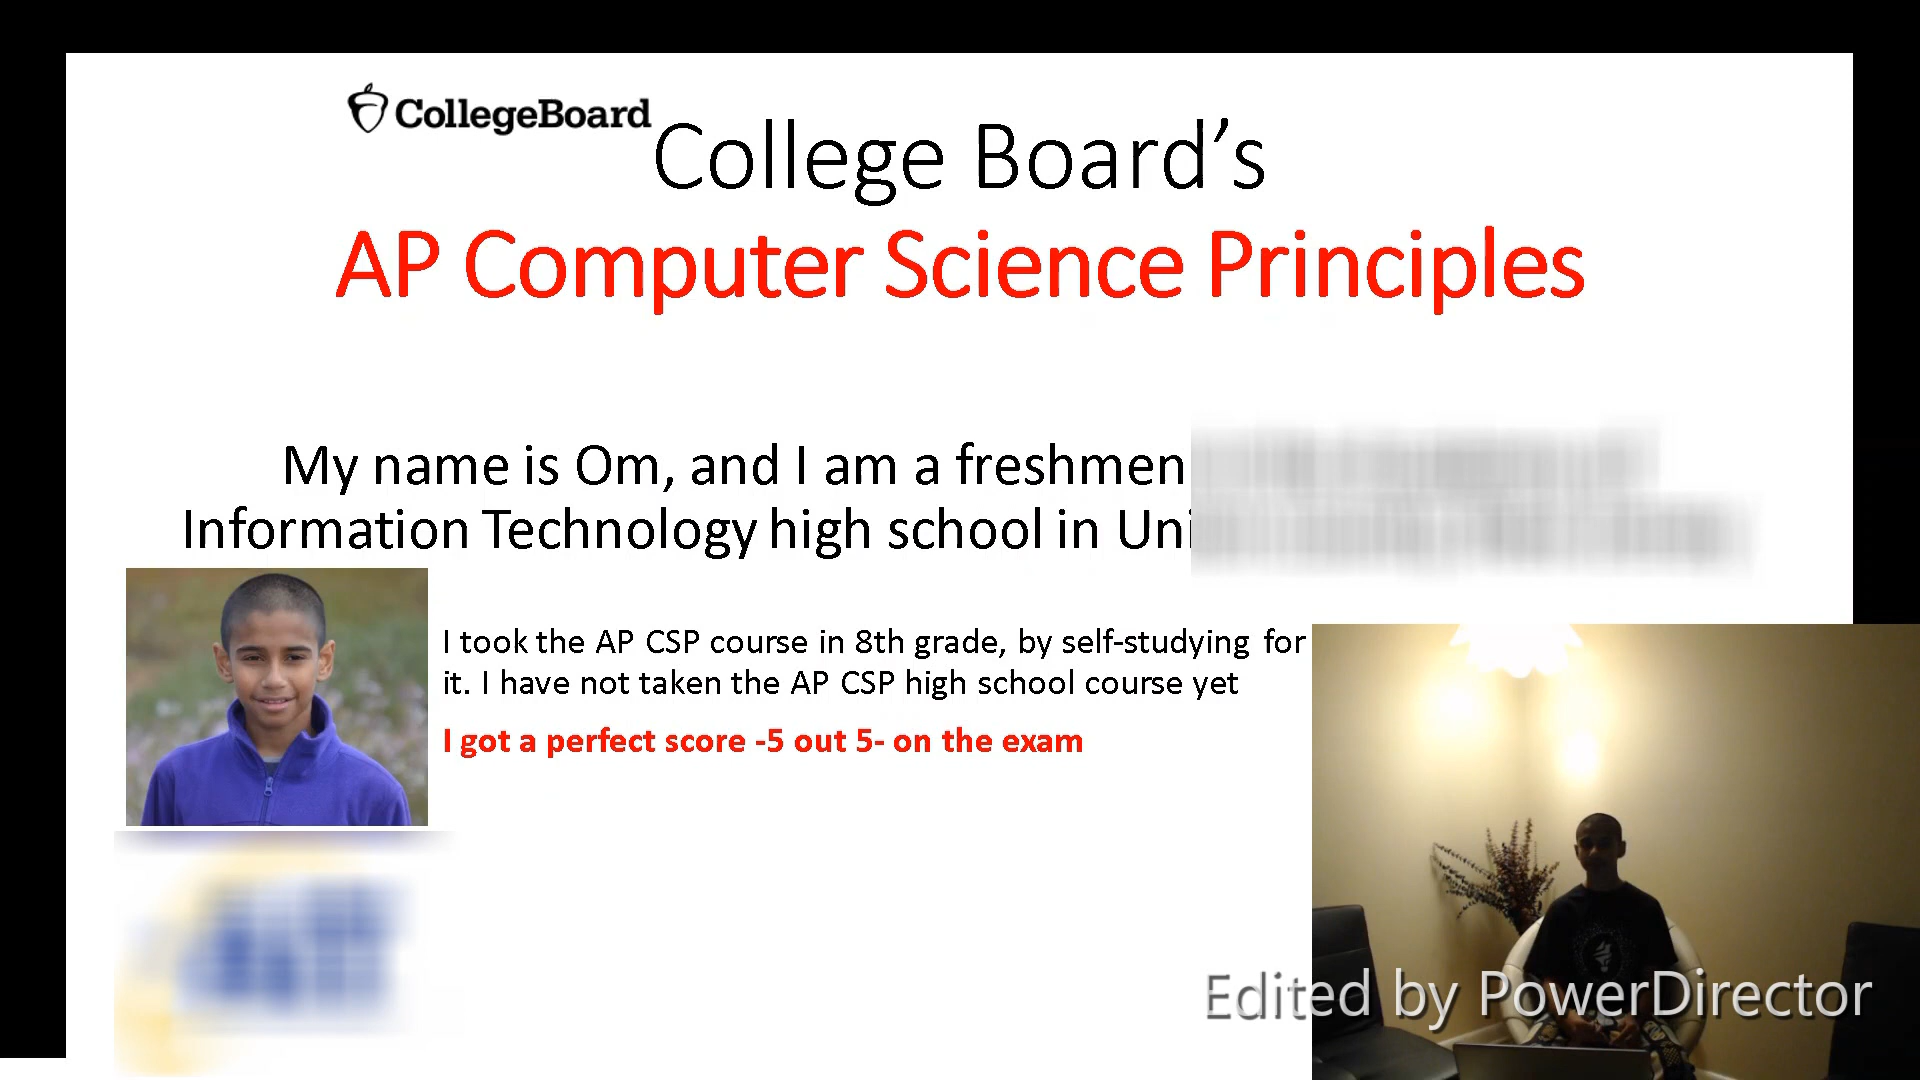 CollegeBoard
College Board’s
AP Computer Science Principles
My name is Om, and I am a freshmen
Information Technology high school in
I took the AP CSP course in 8th grade, by self-studying for
it. I have not taken the AP CSP high school course yet
I got a perfect score -5 out 5- on the exam
Edited by PowerDirector